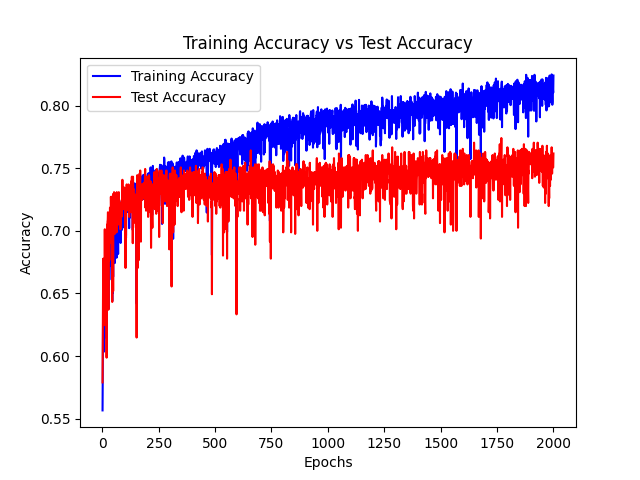 Training Accuracy vs Test Accuracy
Training Accuracy
Test Accuracy
0.80
0.75
0.70
0.65
0.60
0.55
Accuracy
0 250 500 750 1000 1250 1500 1750 2000
Epochs